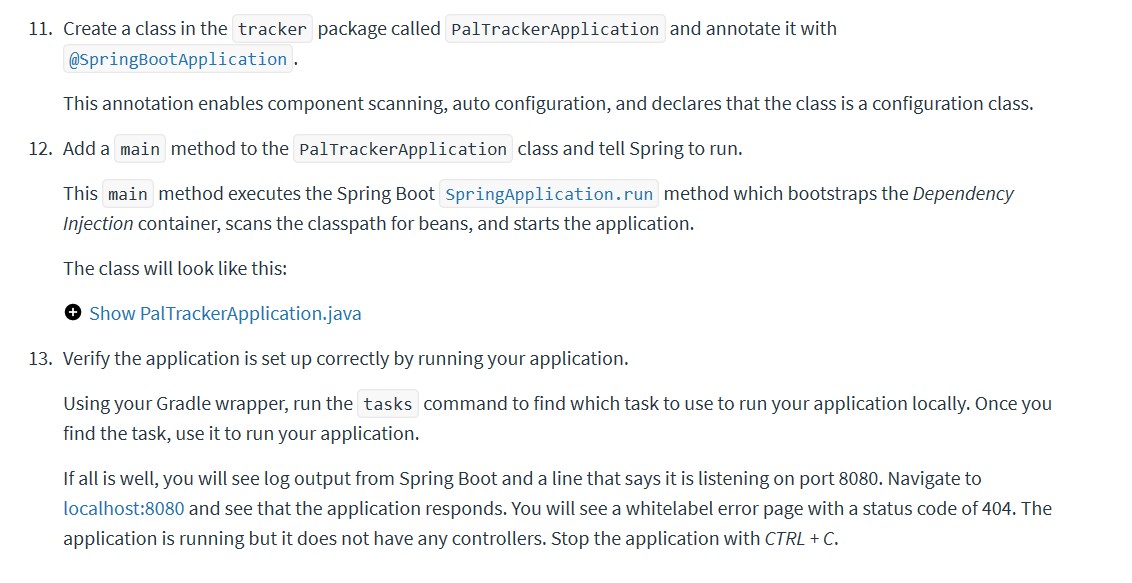 11. Create a class in the tracker package called PalTrackerApplication and annotate it with
@SpringBootApplication.
This annotation enables component scanning, auto configuration, and declares that the class is a configuration class.
12. Add a main method to the PalTrackerApplication class and tell Spring to run.
This main method executes the Spring Boot SpringApplication.run method which bootstraps the Dependency
Injection container, scans the classpath for beans, and starts the application.
The class will look like this:
Show PalTrackerApplication.java
13. Verify the application is set up correctly by running your application.
Using your Gradle wrapper, run the tasks command to find which task to use to run your application locally. Once you
find the task, use it to run your application.
If all is well, you will see log output from Spring Boot and a line that says it is listening on port 8080. Navigate to
localhost:8080 and see that the application responds. You will see a whitelabel error page with a status code of 404. The
application is running but it does not have any controllers. Stop the application with CTRL + C.